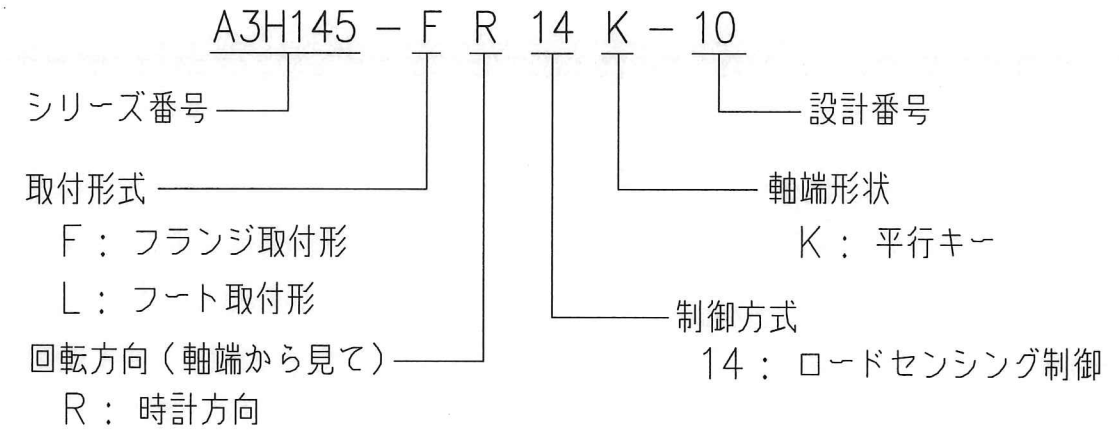 A3H145 - F R 14 K - 10
シリーズ番号
設計番号
取付形式
軸端形状
F : フランジ取付形
K : 平行キー
L : フート取付形
制御方式
回転方向(軸端から見て)
14 : ロードセンシング制御
R : 時計方向